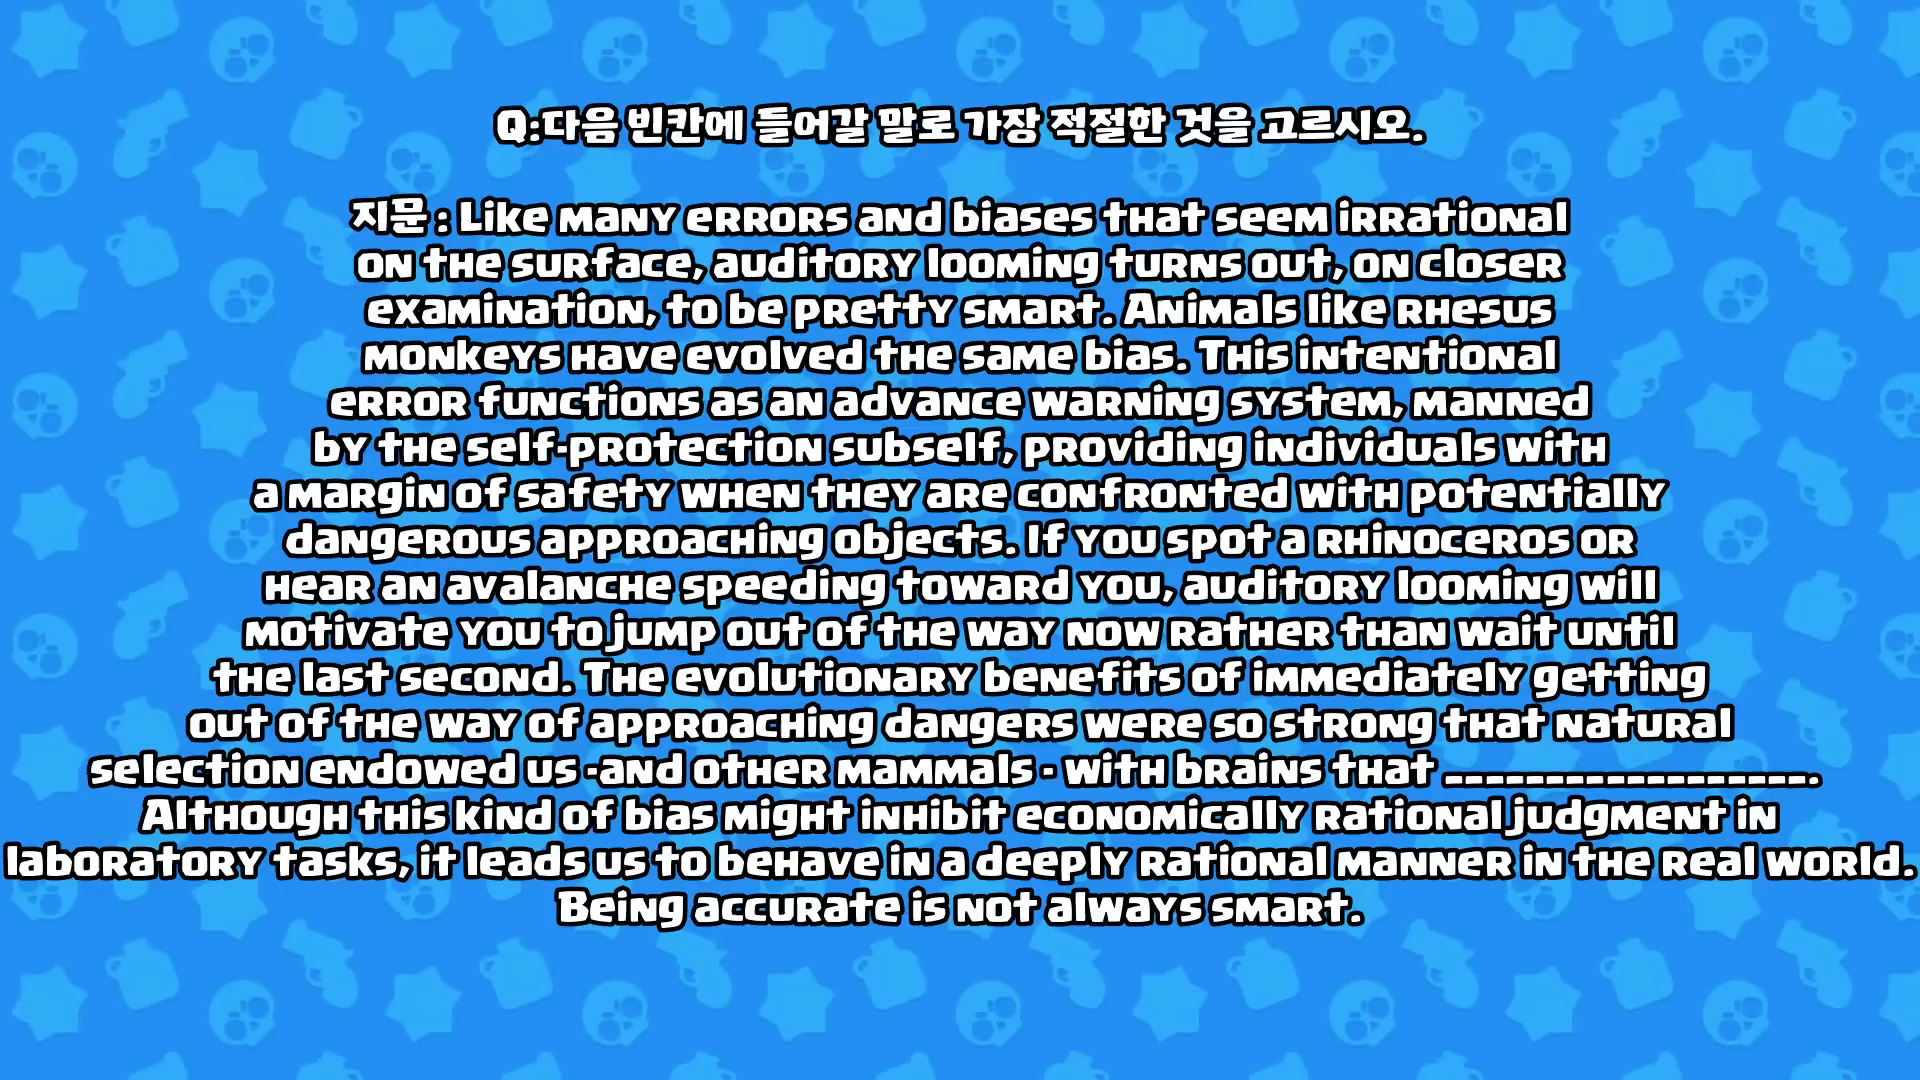 Q:다음 빈칸에 들어갈 말로 가장 적절한 것을 고르시오.
지문 : Like many errors and biases that seem irrational
on the surface, auditory looming turns out, on closer
examination, to be pretty smart. Animals like rhesus
monkeys have evolved the same bias. This intentional
error functions as an advance warning system, manned
by the self-protection subself, providing individuals with
a margin of safety when they are confronted with potentially
dangerous approaching objects. If you spot a rhinoceros or
hear an avalanche speeding toward you, auditory looming will
motivate you to jump out of the way now rather than wait until
the last second. The evolutionary benefits of immediately getting
out of the way of approaching dangers were so strong that natural
selection endowed us -and other mammals - with brains that __________________.
Although this kind of bias might inhibit economically rational judgment in
laboratory tasks, it leads us to behave in a deeply rational manner in the real world.
Being accurate is not always smart.